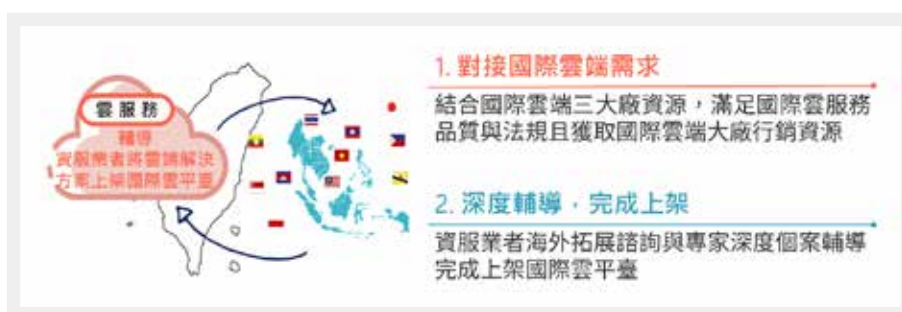 雲服務
輔導
資服業者將雲端解決
方案上架國際雲平臺
1. 對接國際雲端需求
結合國際雲端三大廠資源，滿足國際雲服務
品質與法規且獲取國際雲端大廠行銷資源
2. 深度輔導，完成上架
資服業者海外拓展諮詢與專家深度個案輔導
完成上架國際雲平臺